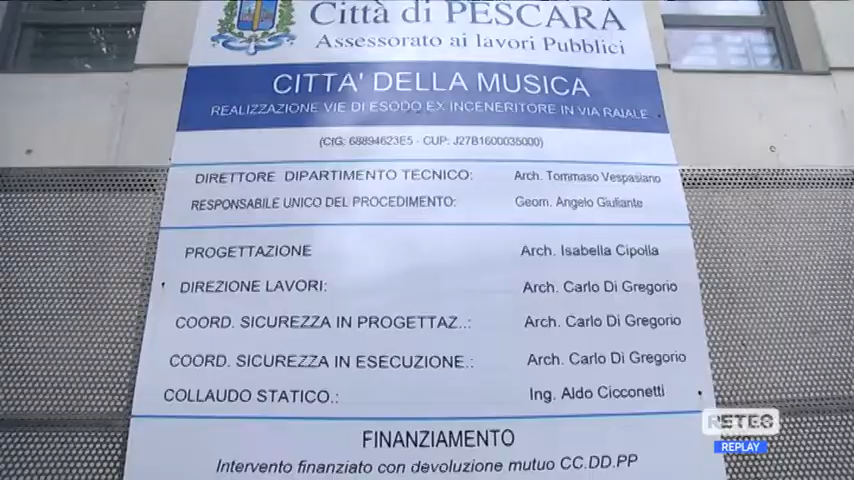 Città di PESCARA
Assessorato ai lavori Pubblici
CITTA' DELLA MUSICA
REALIZZAZIONE VIE DI ESODO EX INCENERITORE IN VIA RAIALE
(CIG: 68894623E5 - CUP: J27B1600035000)
DIRETTORE DIPARTIMENTO TECNICO: Arch. Tommaso Vespasiano
RESPONSABILE UNICO DEL PROCEDIMENTO: Geom. Angelo Giuliante
PROGETTAZIONE Arch. Isabella Cipolla
DIREZIONE LAVORI: Arch. Carlo Di Gregorio
COORD. SICUREZZA IN PROGETTAZ..: Arch. Carlo Di Gregorio
COORD. SICUREZZA IN ESECUZIONE.: Arch. Carlo Di Gregorio
COLLAUDO STATICO.: Ing. Aldo Cicconetti
FINANZIAMENTO
Intervento finanziato con devoluzione mutuo CC.DD.PP
RETE8
REPLAY